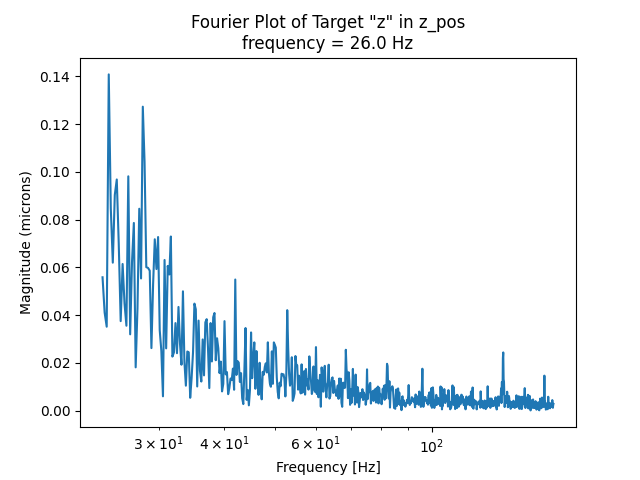 Fourier Plot of Target "z" in z_pos
frequency = 26.0 Hz
Magnitude (microns)
0.14
0.12
0.10
0.08
0.06
0.04
0.02
0.00
3 × 10¹ 4 × 10¹ 6 × 10¹ 10²
Frequency [Hz]